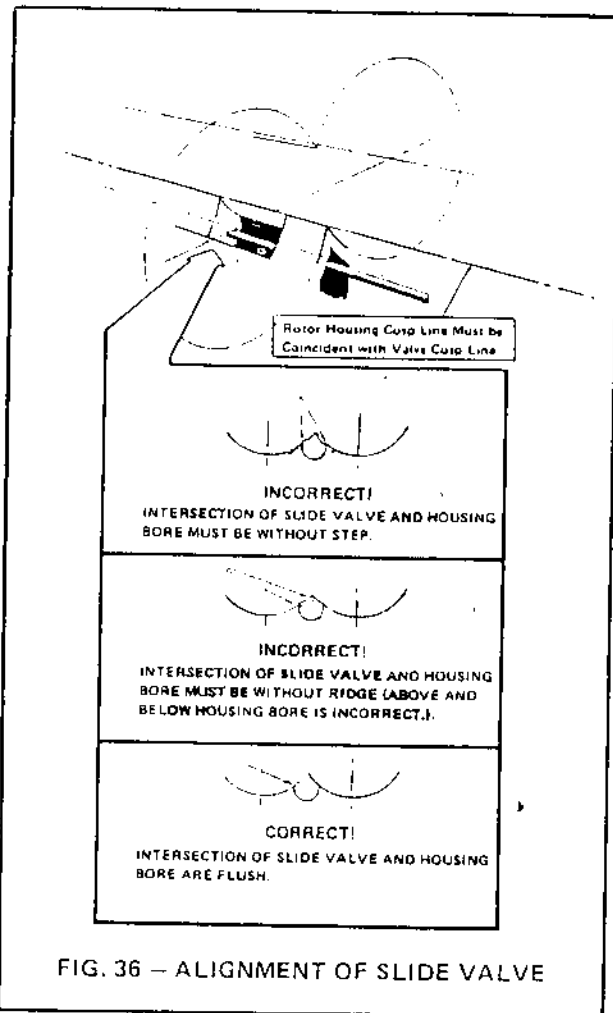 Rotor Housing Cusp Line Must be
Coincident with Valve Cusp Line
INCORRECT!
INTERSECTION OF SLIDE VALVE AND HOUSING
BORE MUST BE WITHOUT STEP.
INCORRECT!
INTERSECTION OF SLIDE VALVE AND HOUSING
BORE MUST BE WITHOUT RIDGE (ABOVE AND
BELOW HOUSING BORE IS INCORRECT.).
CORRECT!
INTERSECTION OF SLIDE VALVE AND HOUSING
BORE ARE FLUSH.
FIG. 36 – ALIGNMENT OF SLIDE VALVE